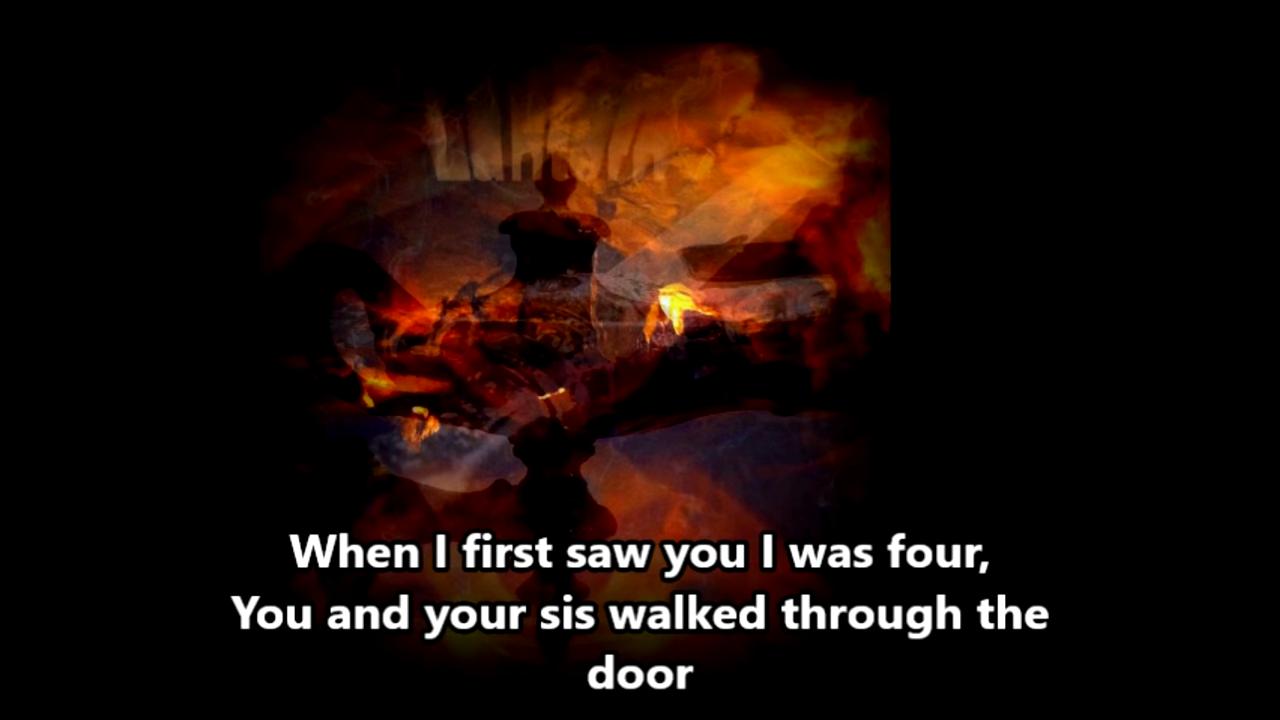 When I first saw you I was four,
You and your sis walked through the
door